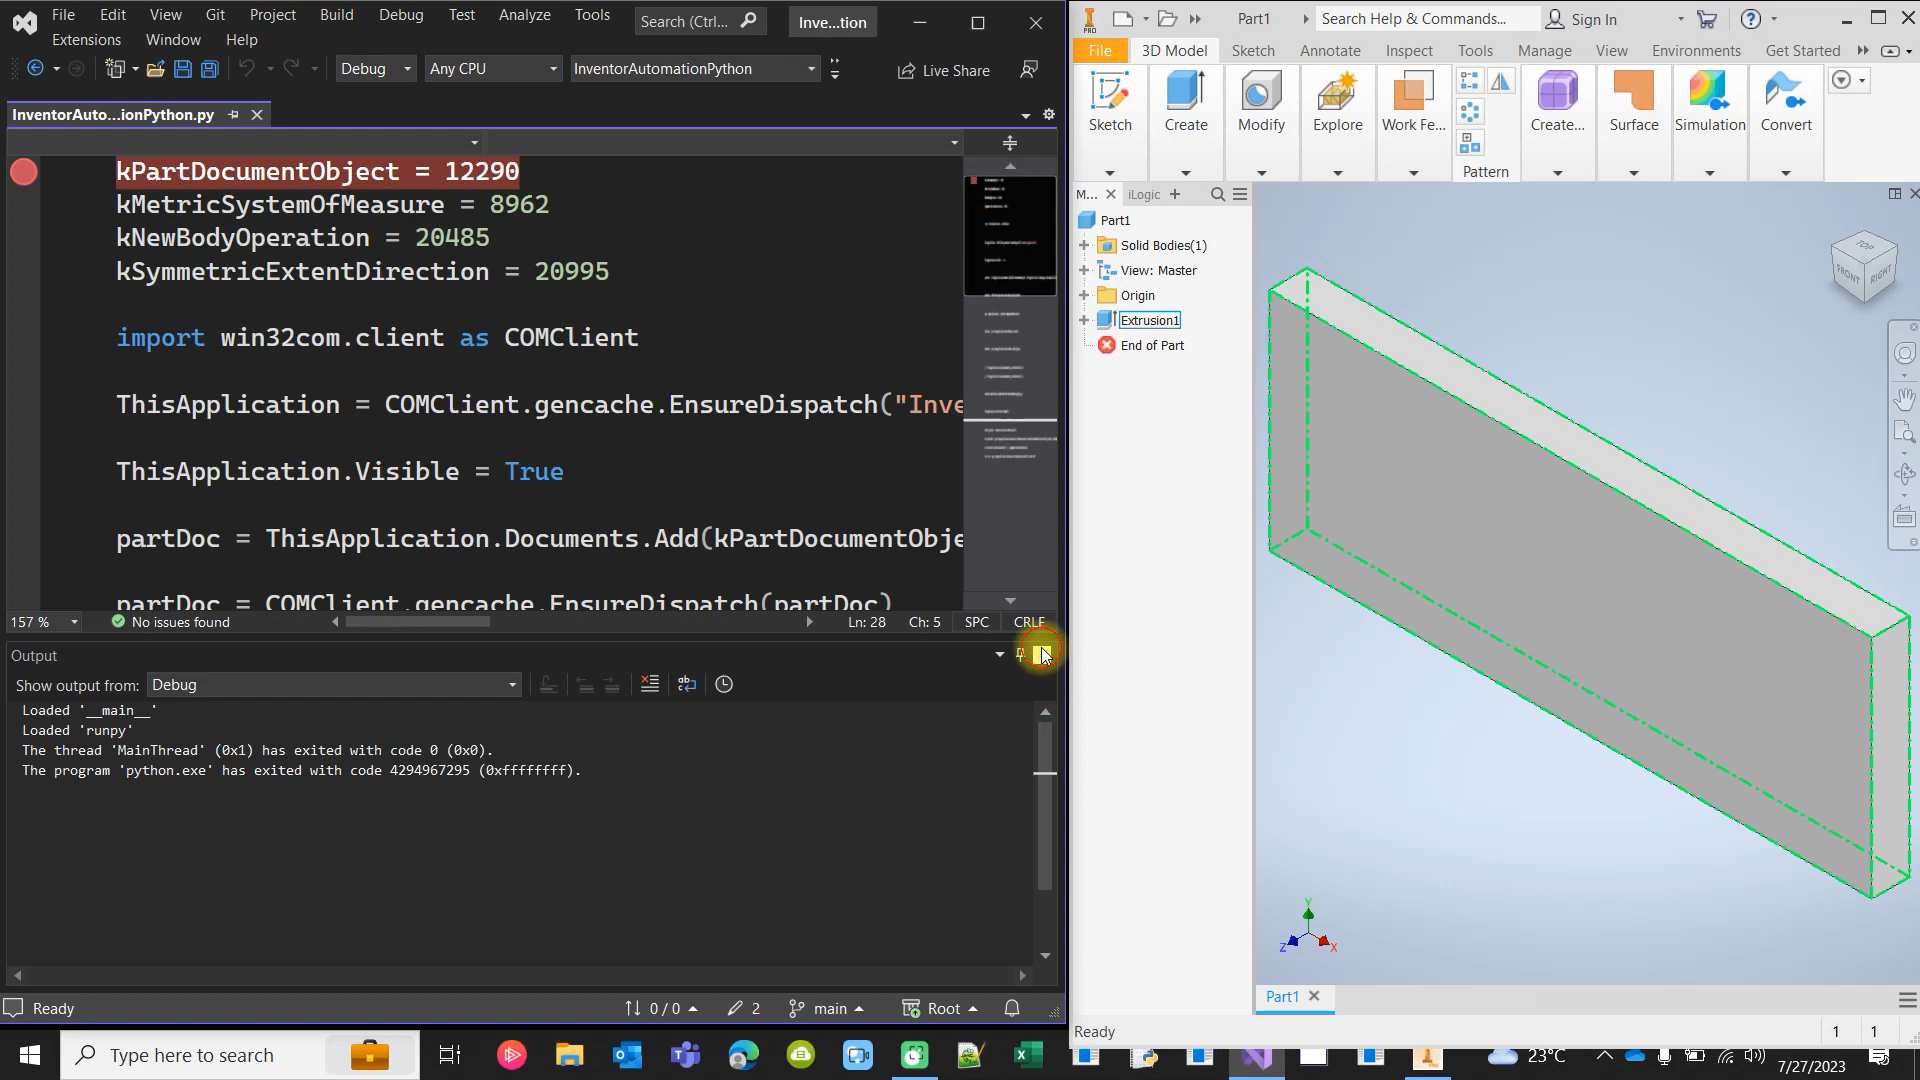 File Edit View Git Project Build Debug Test Analyze Tools Search (Ctrl... Inve...tion
Extensions Window Help
Debug Any CPU InventorAutomationPython Live Share
InventorAuto...ionPython.py
kPartDocumentObject = 12290
kMetricSystemOfMeasure = 8962
kNewBodyOperation = 20485
kSymmetricExtentDirection = 20995
import win32com.client as COMClient
ThisApplication = COMClient.gencache.EnsureDispatch("Inve
ThisApplication.Visible = True
partDoc = ThisApplication.Documents.Add(kPartDocumentObje
partDoc = COMClient.gencache.EnsureDispatch(partDoc)
157 % No issues found Ln: 28 Ch: 5 SPC CRLF
Output
Show output from: Debug
Loaded '__main__'
Loaded 'runpy'
The thread 'MainThread' (0x1) has exited with code 0 (0x0).
The program 'python.exe' has exited with code 4294967295 (0xffffffff).
Ready 0 / 0 2 main Root
Type here to search
PRO Part1 Search Help & Commands... Sign In
File 3D Model Sketch Annotate Inspect Tools Manage View Environments Get Started
Sketch Create Modify Explore Work Fe... Create... Surface Simulation Convert
Pattern
M... iLogic +
Part1
Solid Bodies(1)
View: Master
Origin
Extrusion1
End of Part
TOP
FRONT RIGHT
Y
Z X
Part1
Ready 1 1
23°C
7/27/2023